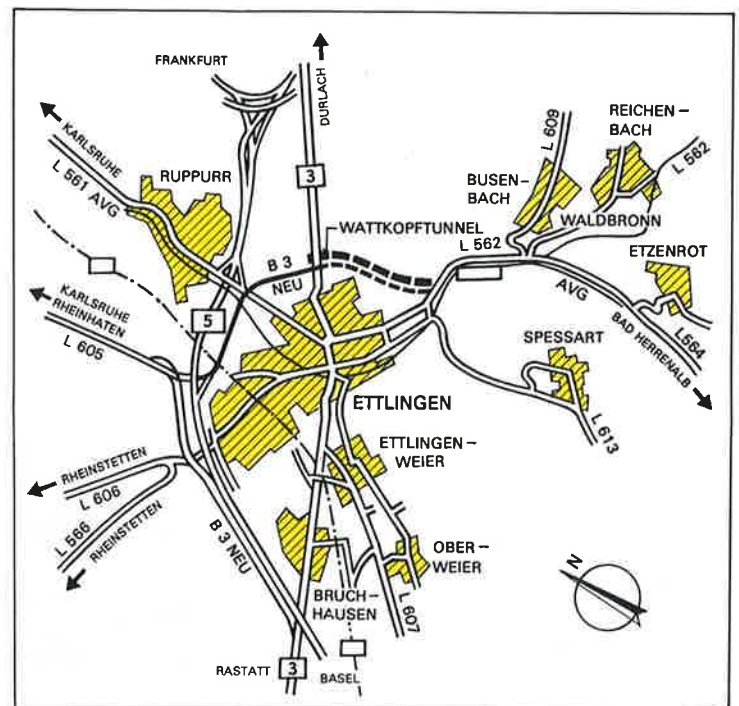 FRANKFURT
DURLACH
KARLSRUHE
L 561 AVG
RUPPURR
3
L 609
REICHEN-
BACH
L 562
BUSEN-
BACH
WATTKOPFTUNNEL
L 562
WALDBRONN
ETZENROT
B 3
NEU
AVG
KARLSRUHE
RHEINHATEN
L 605
5
L564
BAD HERRENALB
SPESSART
L 613
ETTLINGEN
ETTLINGEN-
WEIER
RHEINSTETTEN
L 606
L 566
RHEINSTETTEN
B 3 NEU
OBER-
WEIER
BRUCH-
HAUSEN
L 607
N
RASTATT
3
BASEL